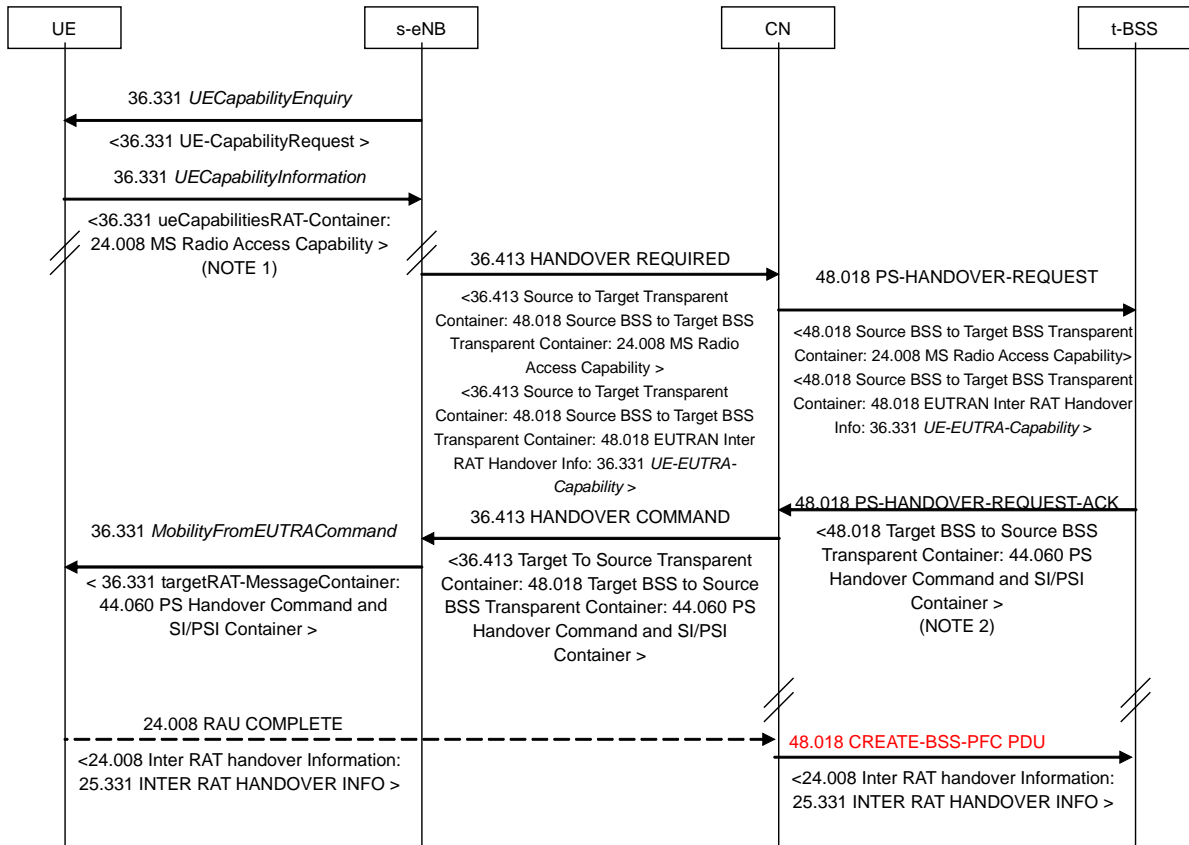 UE
s-eNB
CN
t-BSS
36.331 UECapabilityEnquiry
<36.331 UE-CapabilityRequest >
36.331 UECapabilityInformation
<36.331 ueCapabilitiesRAT-Container:
24.008 MS Radio Access Capability >
(NOTE 1)
36.413 HANDOVER REQUIRED
<36.413 Source to Target Transparent
Container: 48.018 Source BSS to Target BSS
Transparent Container: 24.008 MS Radio
Access Capability >
<36.413 Source to Target Transparent
Container: 48.018 Source BSS to Target BSS
Transparent Container: 48.018 EUTRAN Inter
RAT Handover Info: 36.331 UE-EUTRA-
Capability >
48.018 PS-HANDOVER-REQUEST
<48.018 Source BSS to Target BSS Transparent
Container: 24.008 MS Radio Access Capability>
<48.018 Source BSS to Target BSS Transparent
Container: 48.018 EUTRAN Inter RAT Handover
Info: 36.331 UE-EUTRA-Capability >
48.018 PS-HANDOVER-REQUEST-ACK
<48.018 Target BSS to Source BSS
Transparent Container: 44.060 PS
Handover Command and SI/PSI
Container >
(NOTE 2)
36.413 HANDOVER COMMAND
<36.413 Target To Source Transparent
Container: 48.018 Target BSS to Source
BSS Transparent Container: 44.060 PS
Handover Command and SI/PSI
Container >
36.331 MobilityFromEUTRACommand
< 36.331 targetRAT-MessageContainer:
44.060 PS Handover Command and
SI/PSI Container >
24.008 RAU COMPLETE
<24.008 Inter RAT handover Information:
25.331 INTER RAT HANDOVER INFO >
48.018 CREATE-BSS-PFC PDU
<24.008 Inter RAT handover Information:
25.331 INTER RAT HANDOVER INFO >